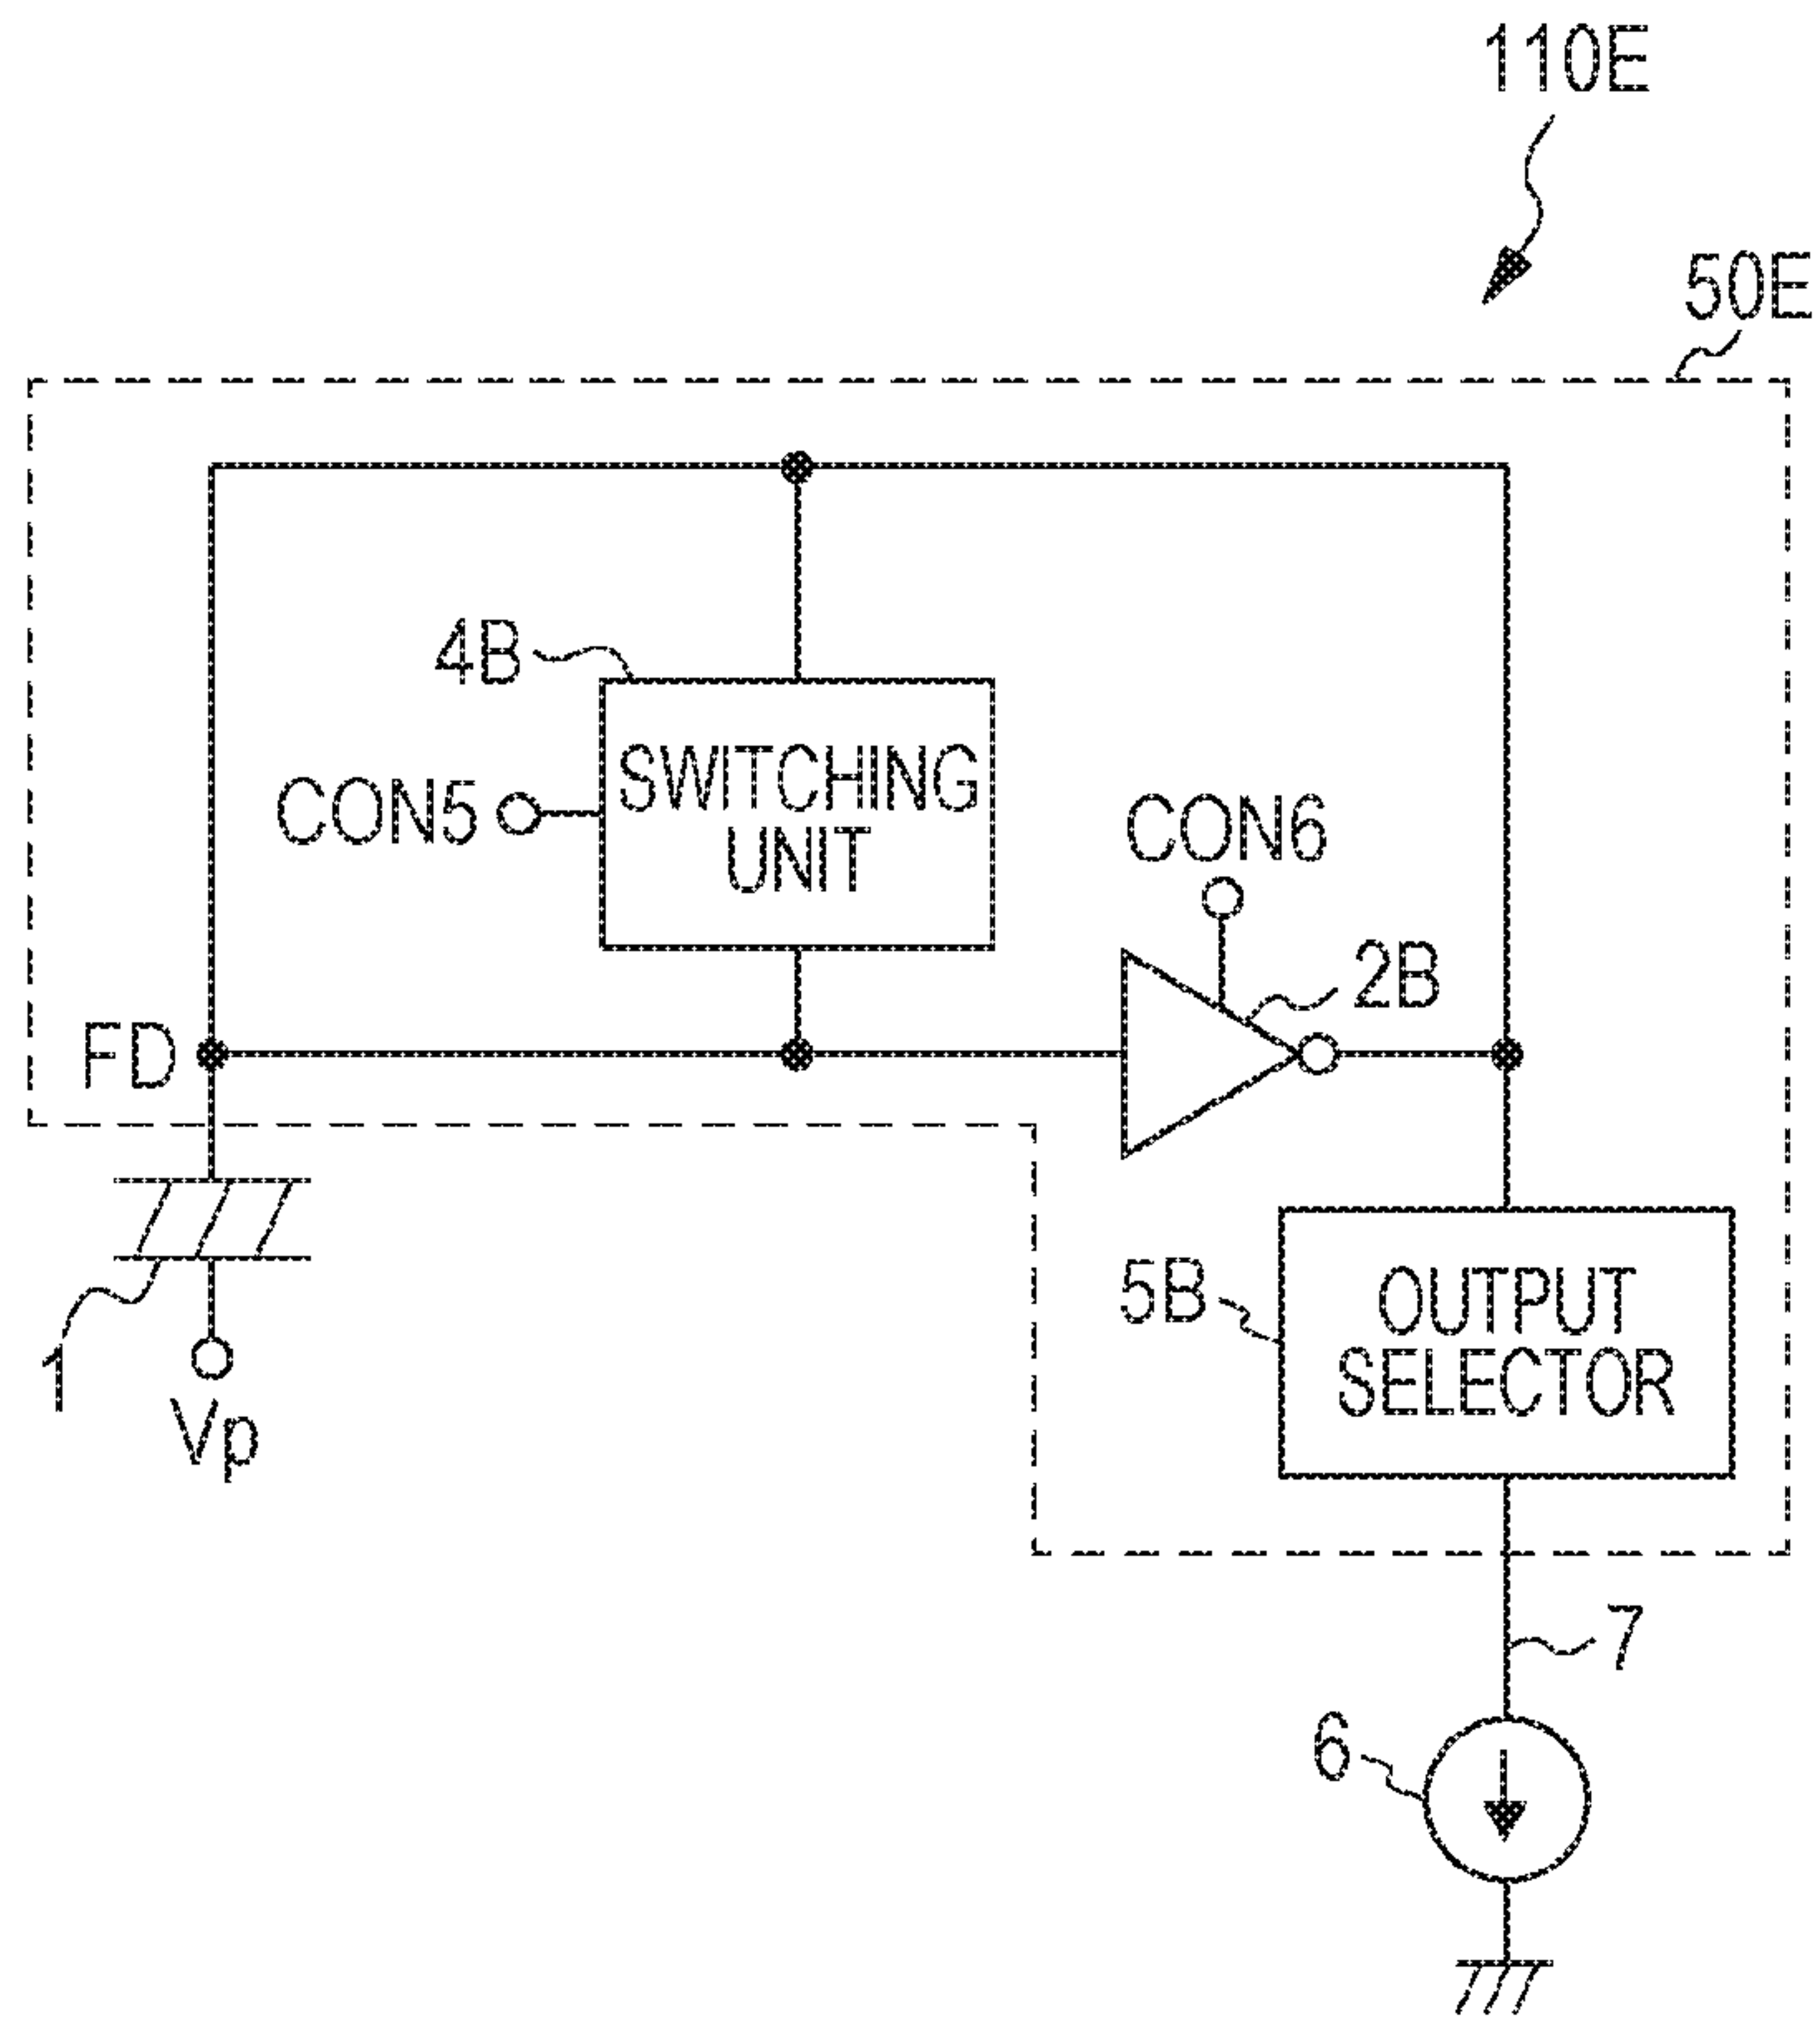 110E
50E
4B
SWITCHING
UNIT
CON5
CON6
2B
FD
1
Vp
5B
OUTPUT
SELECTOR
7
6